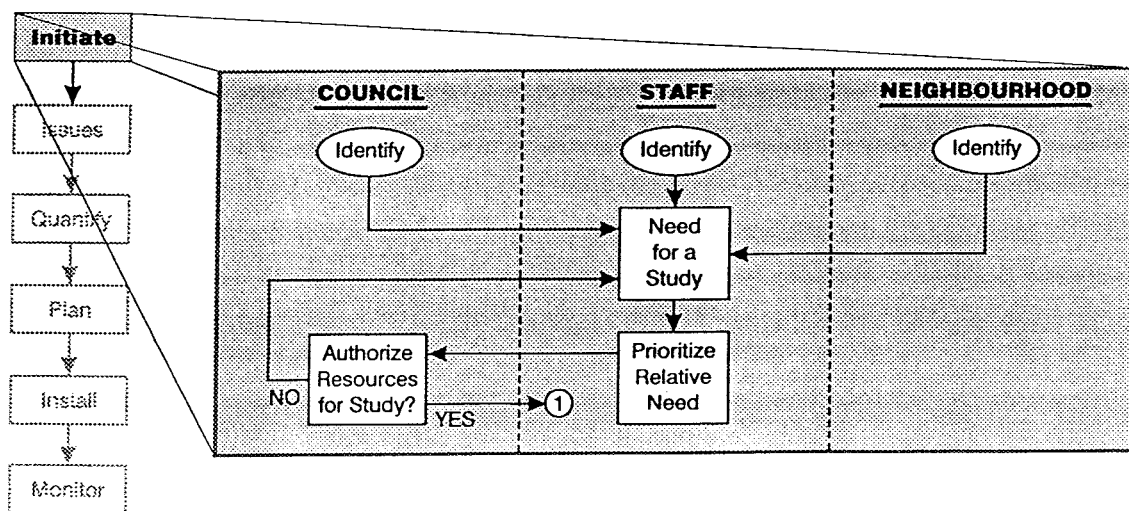 Initiate
Issues
Quantify
Plan
Install
Monitor
COUNCIL
STAFF
NEIGHBOURHOOD
Identify
Identify
Identify
Need
for a
Study
Authorize
Resources
for Study?
Prioritize
Relative
Need
NO
YES
1